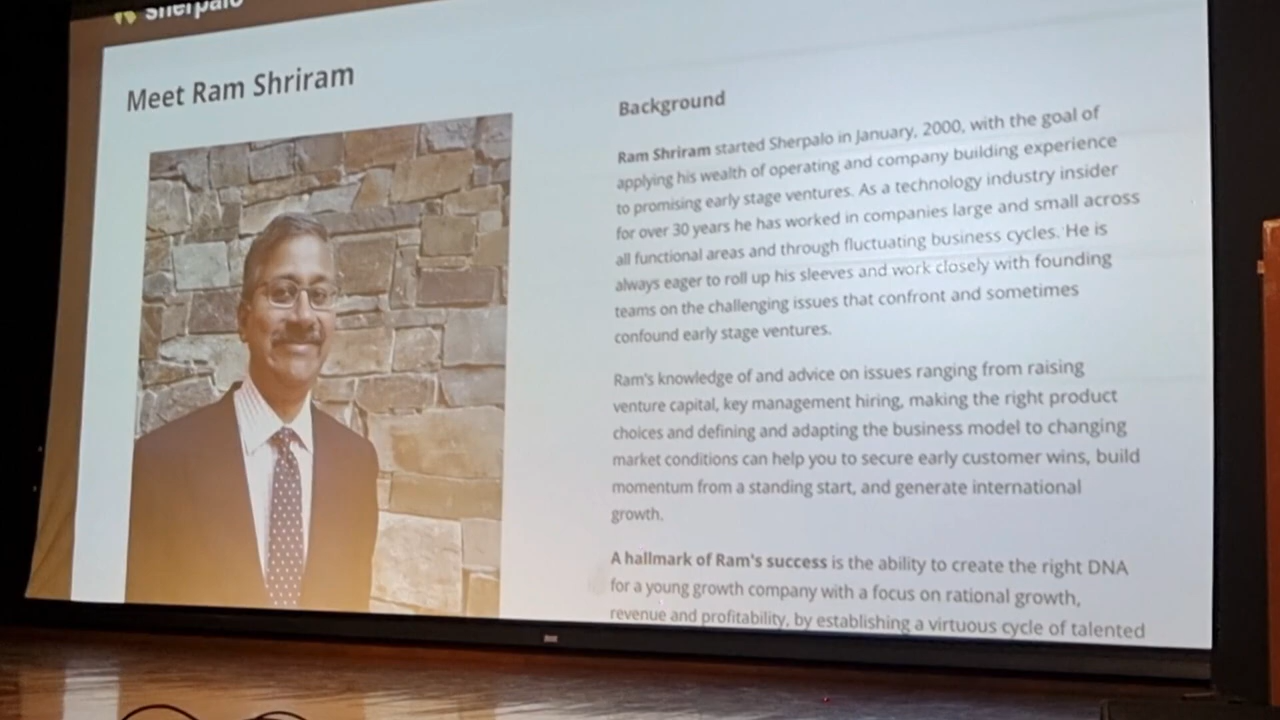 Sherpalo
Meet Ram Shriram
Background
Ram Shriram started Sherpalo in January, 2000, with the goal of
applying his wealth of operating and company building experience
to promising early stage ventures. As a technology industry insider
for over 30 years he has worked in companies large and small across
all functional areas and through fluctuating business cycles. He is
always eager to roll up his sleeves and work closely with founding
teams on the challenging issues that confront and sometimes
confound early stage ventures.
Ram's knowledge of and advice on issues ranging from raising
venture capital, key management hiring, making the right product
choices and defining and adapting the business model to changing
market conditions can help you to secure early customer wins, build
momentum from a standing start, and generate international
growth.
A hallmark of Ram's success is the ability to create the right DNA
for a young growth company with a focus on rational growth,
revenue and profitability, by establishing a virtuous cycle of talented